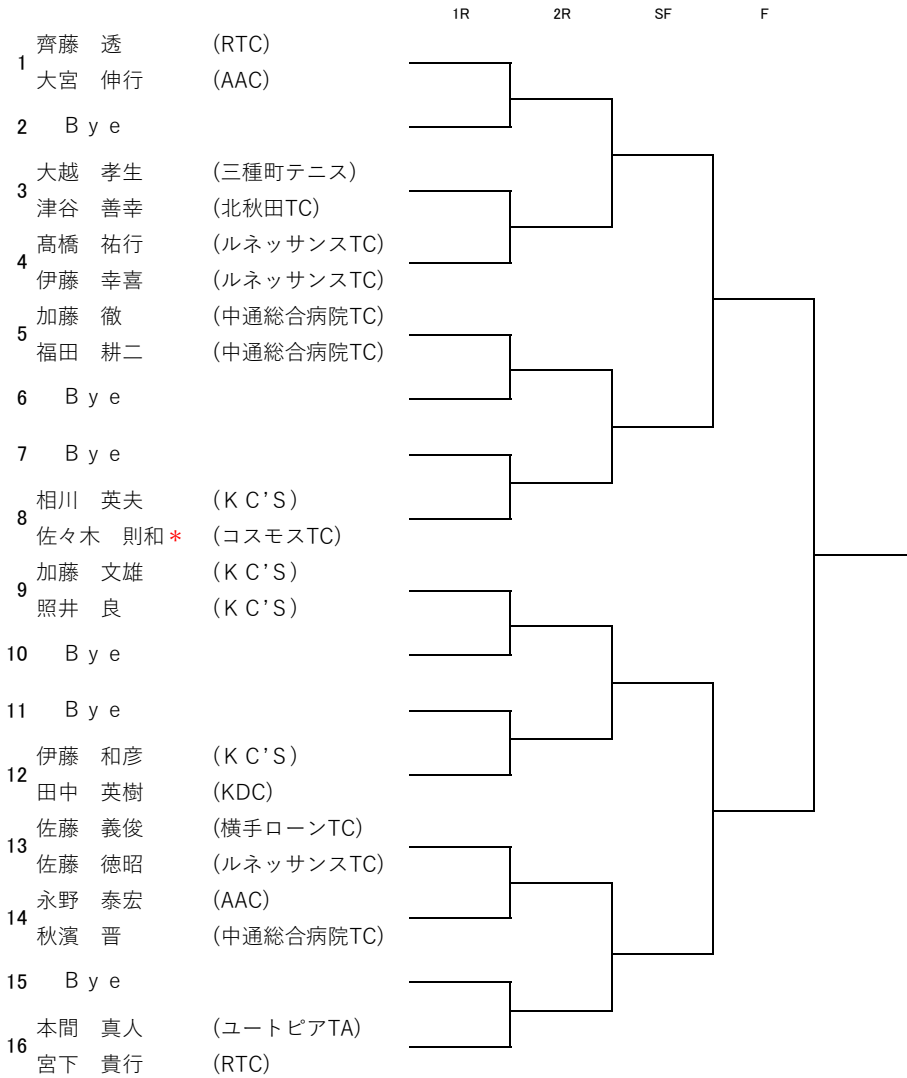 1R 2R SF F
齊藤　透 (RTC)
1
大宮　伸行 (AAC)
2 Ｂｙｅ
大越　孝生 (三種町テニス)
3
津谷　善幸 (北秋田TC)
髙橋　祐行 (ルネッサンスTC)
4
伊藤　幸喜 (ルネッサンスTC)
加藤　徹 (中通総合病院TC)
5
福田　耕二 (中通総合病院TC)
6 Ｂｙｅ
7 Ｂｙｅ
相川　英夫 (ＫＣ’Ｓ)
8
佐々木　則和＊ (コスモスTC)
加藤　文雄 (ＫＣ’Ｓ)
9
照井　良 (ＫＣ’Ｓ)
10 Ｂｙｅ
11 Ｂｙｅ
伊藤　和彦 (ＫＣ’Ｓ)
12
田中　英樹 (KDC)
佐藤　義俊 (横手ローンTC)
13
佐藤　徳昭 (ルネッサンスTC)
永野　泰宏 (AAC)
14
秋濱　晋 (中通総合病院TC)
15 Ｂｙｅ
本間　真人 (ユートピアTA)
16
宮下　貴行 (RTC)